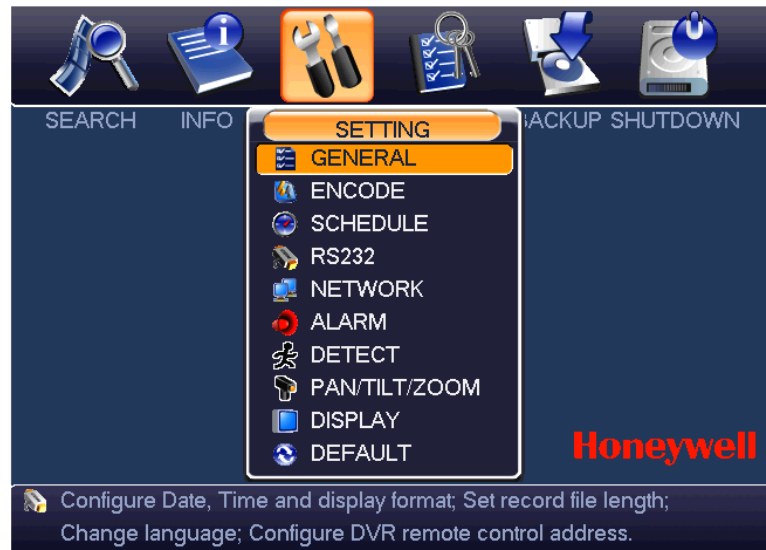 SEARCH INFO ACKUP SHUTDOWN
SETTING
GENERAL
ENCODE
SCHEDULE
RS232
NETWORK
ALARM
DETECT
PAN/TILT/ZOOM
DISPLAY
DEFAULT
Honeywell
Configure Date, Time and display format; Set record file length;
Change language; Configure DVR remote control address.